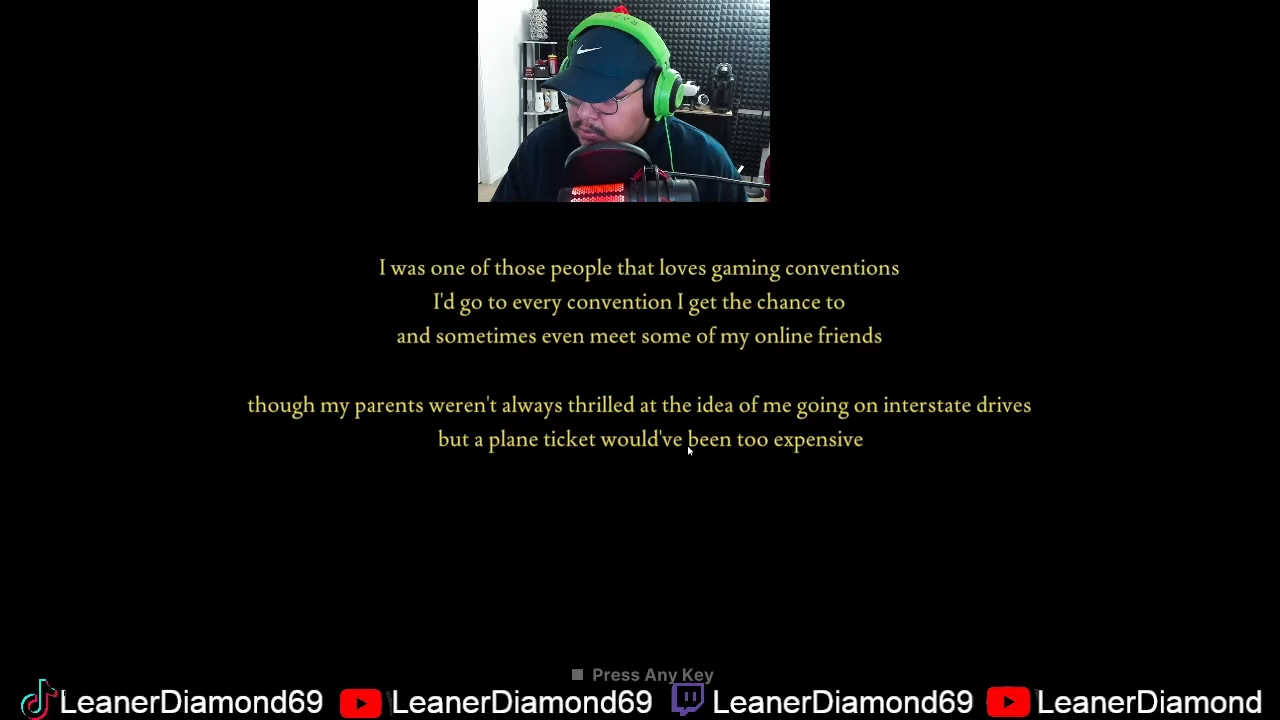 I was one of those people that loves gaming conventions
I'd go to every convention I get the chance to
and sometimes even meet some of my online friends
though my parents weren't always thrilled at the idea of me going on interstate drives
but a plane ticket would've been too expensive
Press Any Key
LeanerDiamond69 LeanerDiamond69 LeanerDiamond69 LeanerDiamond